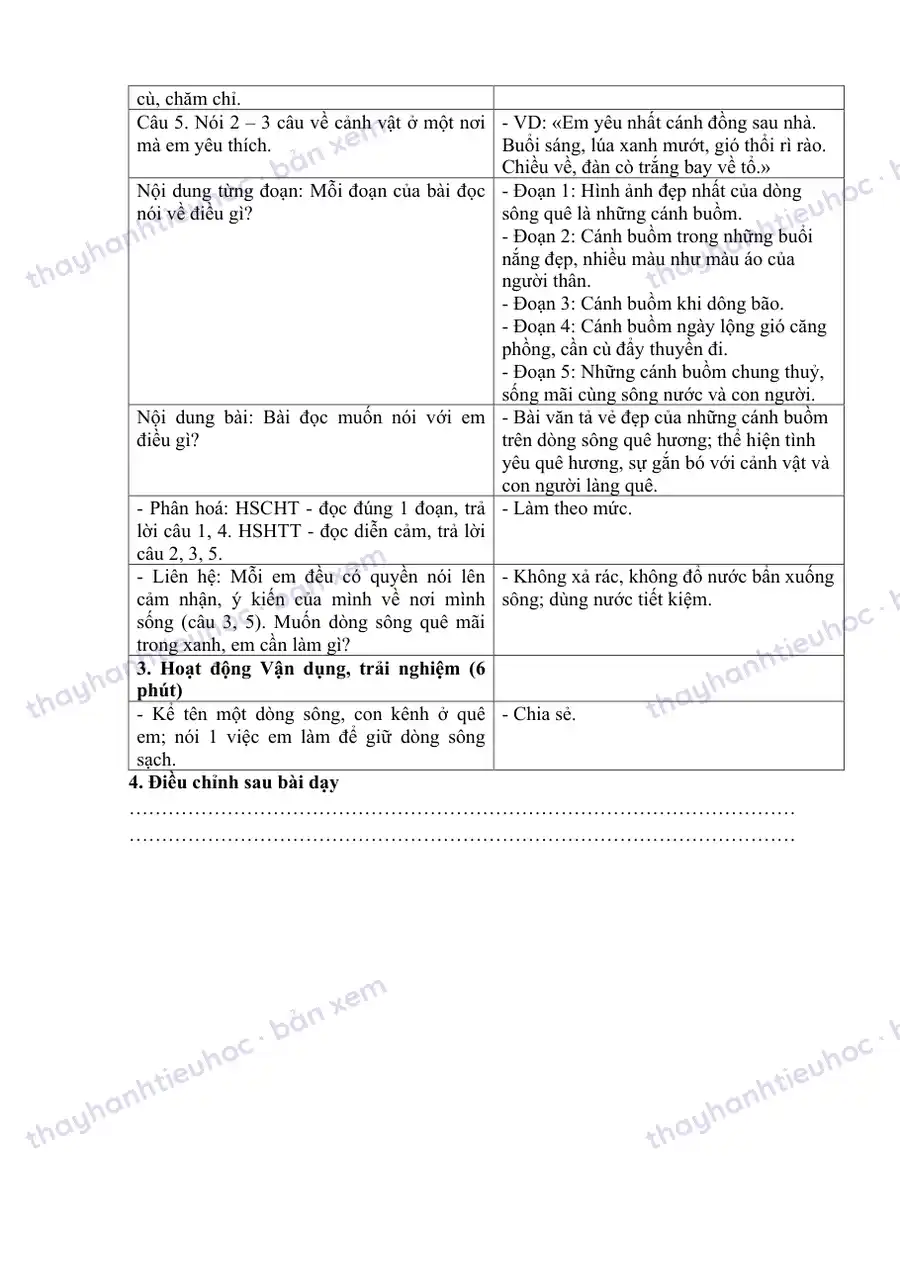 cù, chăm chỉ.
Câu 5. Nói 2 – 3 câu về cảnh vật ở một nơi
mà em yêu thích.
- VD: «Em yêu nhất cánh đồng sau nhà.
Buổi sáng, lúa xanh mướt, gió thổi rì rào.
Chiều về, đàn cò trắng bay về tổ.»
Nội dung từng đoạn: Mỗi đoạn của bài đọc
nói về điều gì?
- Đoạn 1: Hình ảnh đẹp nhất của dòng
sông quê là những cánh buồm.
- Đoạn 2: Cánh buồm trong những buổi
nắng đẹp, nhiều màu như màu áo của
người thân.
- Đoạn 3: Cánh buồm khi dông bão.
- Đoạn 4: Cánh buồm ngày lộng gió căng
phồng, cần cù đẩy thuyền đi.
- Đoạn 5: Những cánh buồm chung thuỷ,
sống mãi cùng sông nước và con người.
Nội dung bài: Bài đọc muốn nói với em
điều gì?
- Bài văn tả vẻ đẹp của những cánh buồm
trên dòng sông quê hương; thể hiện tình
yêu quê hương, sự gắn bó với cảnh vật và
con người làng quê.
- Phân hoá: HSCHT - đọc đúng 1 đoạn, trả
lời câu 1, 4. HSHTT - đọc diễn cảm, trả lời
câu 2, 3, 5.
- Làm theo mức.
- Liên hệ: Mỗi em đều có quyền nói lên
cảm nhận, ý kiến của mình về nơi mình
sống (câu 3, 5). Muốn dòng sông quê mãi
trong xanh, em cần làm gì?
- Không xả rác, không đổ nước bẩn xuống
sông; dùng nước tiết kiệm.
3. Hoạt động Vận dụng, trải nghiệm (6
phút)
- Kể tên một dòng sông, con kênh ở quê
em; nói 1 việc em làm để giữ dòng sông
sạch.
- Chia sẻ.
4. Điều chỉnh sau bài dạy
……………………………………………………………………………………………
……………………………………………………………………………………………
thayhanhtieuhoc · bản xem
thayhanhtieuhoc · b
thayhanhtieuhoc · bản xem
thayhanhtieuhoc · b
thayhanhtieuhoc · bản xem
thayhanhtieuhoc · b